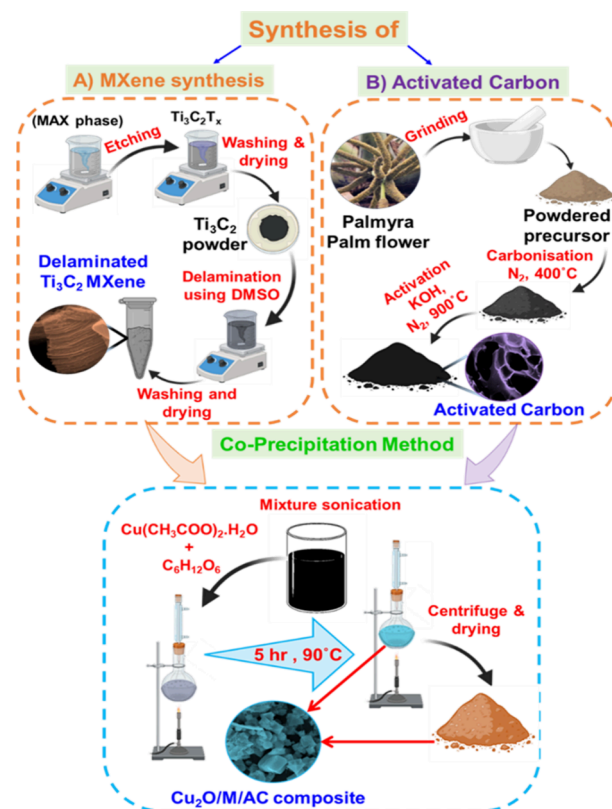 Synthesis of
A) MXene synthesis
(MAX phase)
Etching
Ti₃C₂Tₓ
Washing &
drying
Ti₃C₂
powder
Delamination
using DMSO
Washing and
drying
Delaminated
Ti₃C₂ MXene
B) Activated Carbon
Grinding
Palmyra
Palm flower
Powdered
precursor
Carbonisation
N₂, 400°C
Activation
KOH,
N₂, 900°C
Activated Carbon
Co-Precipitation Method
Mixture sonication
Cu(CH₃COO)₂.H₂O
+
C₆H₁₂O₆
5 hr , 90°C
Centrifuge &
drying
Cu₂O/M/AC composite